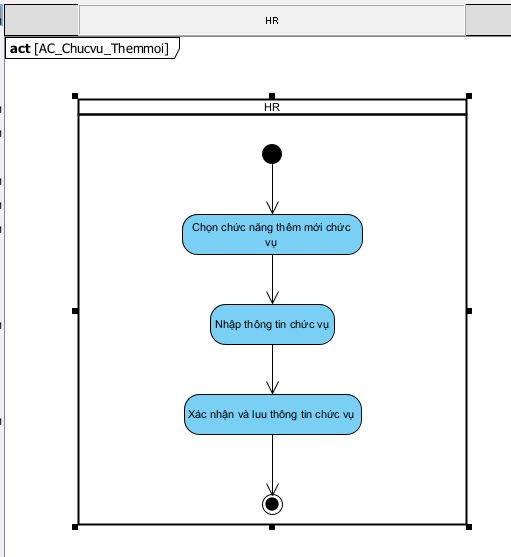 HR
act [AC_Chucvu_Themmoi]
HR
Chọn chức năng thêm mới chức
vụ
Nhập thông tin chức vụ
Xác nhận và luu thông tin chức vụ